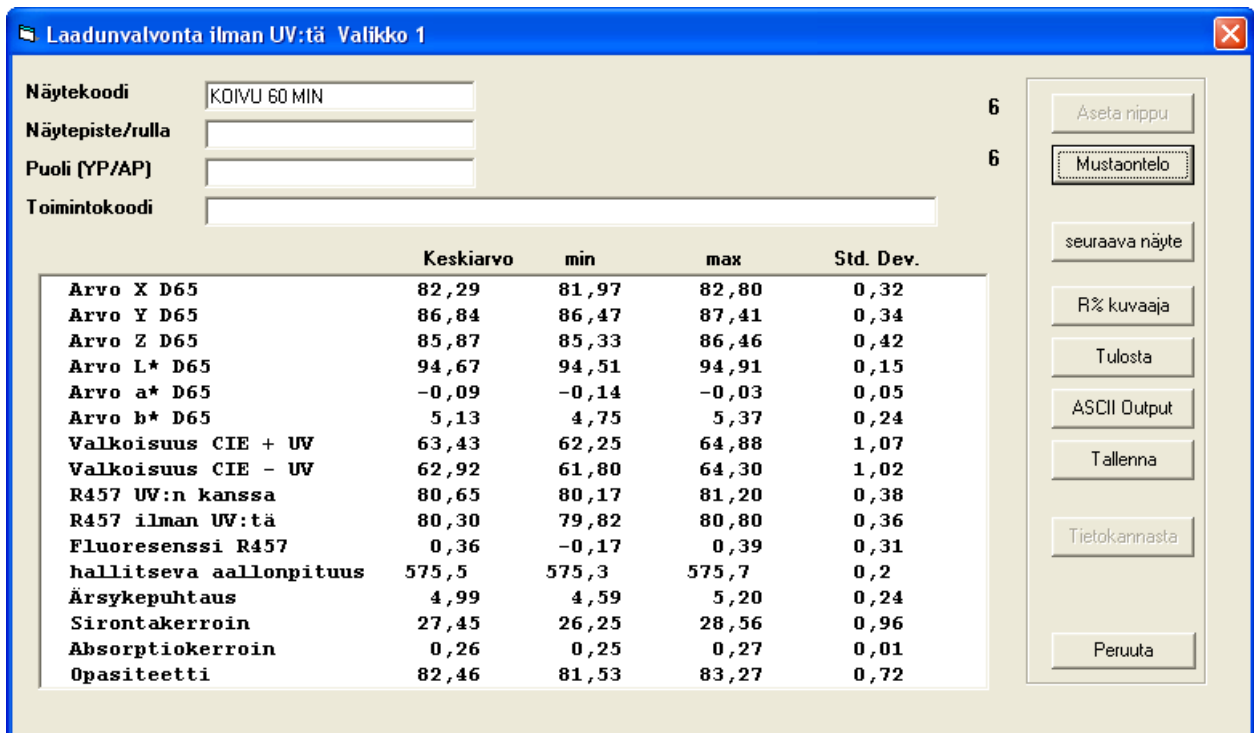 Laadunvalvonta ilman UV:tä Valikko 1
Näytekoodi KOIVU 60 MIN 6 Aseta nippu
Näytepiste/rulla
Puoli (YP/AP) 6 Mustaontelo
Toimintokoodi
seuraava näyte
Keskiarvo min max Std. Dev.
Arvo X D65 82,29 81,97 82,80 0,32
Arvo Y D65 86,84 86,47 87,41 0,34 R% kuvaaja
Arvo Z D65 85,87 85,33 86,46 0,42
Arvo L* D65 94,67 94,51 94,91 0,15 Tulosta
Arvo a* D65 -0,09 -0,14 -0,03 0,05
Arvo b* D65 5,13 4,75 5,37 0,24 ASCII Output
Valkoisuus CIE + UV 63,43 62,25 64,88 1,07
Valkoisuus CIE - UV 62,92 61,80 64,30 1,02 Tallenna
R457 UV:n kanssa 80,65 80,17 81,20 0,38
R457 ilman UV:tä 80,30 79,82 80,80 0,36
Fluoresenssi R457 0,36 -0,17 0,39 0,31 Tietokannasta
hallitseva aallonpituus 575,5 575,3 575,7 0,2
Ärsykepuhtaus 4,99 4,59 5,20 0,24
Sirontakerroin 27,45 26,25 28,56 0,96
Absorptiokerroin 0,26 0,25 0,27 0,01 Peruuta
Opasiteetti 82,46 81,53 83,27 0,72